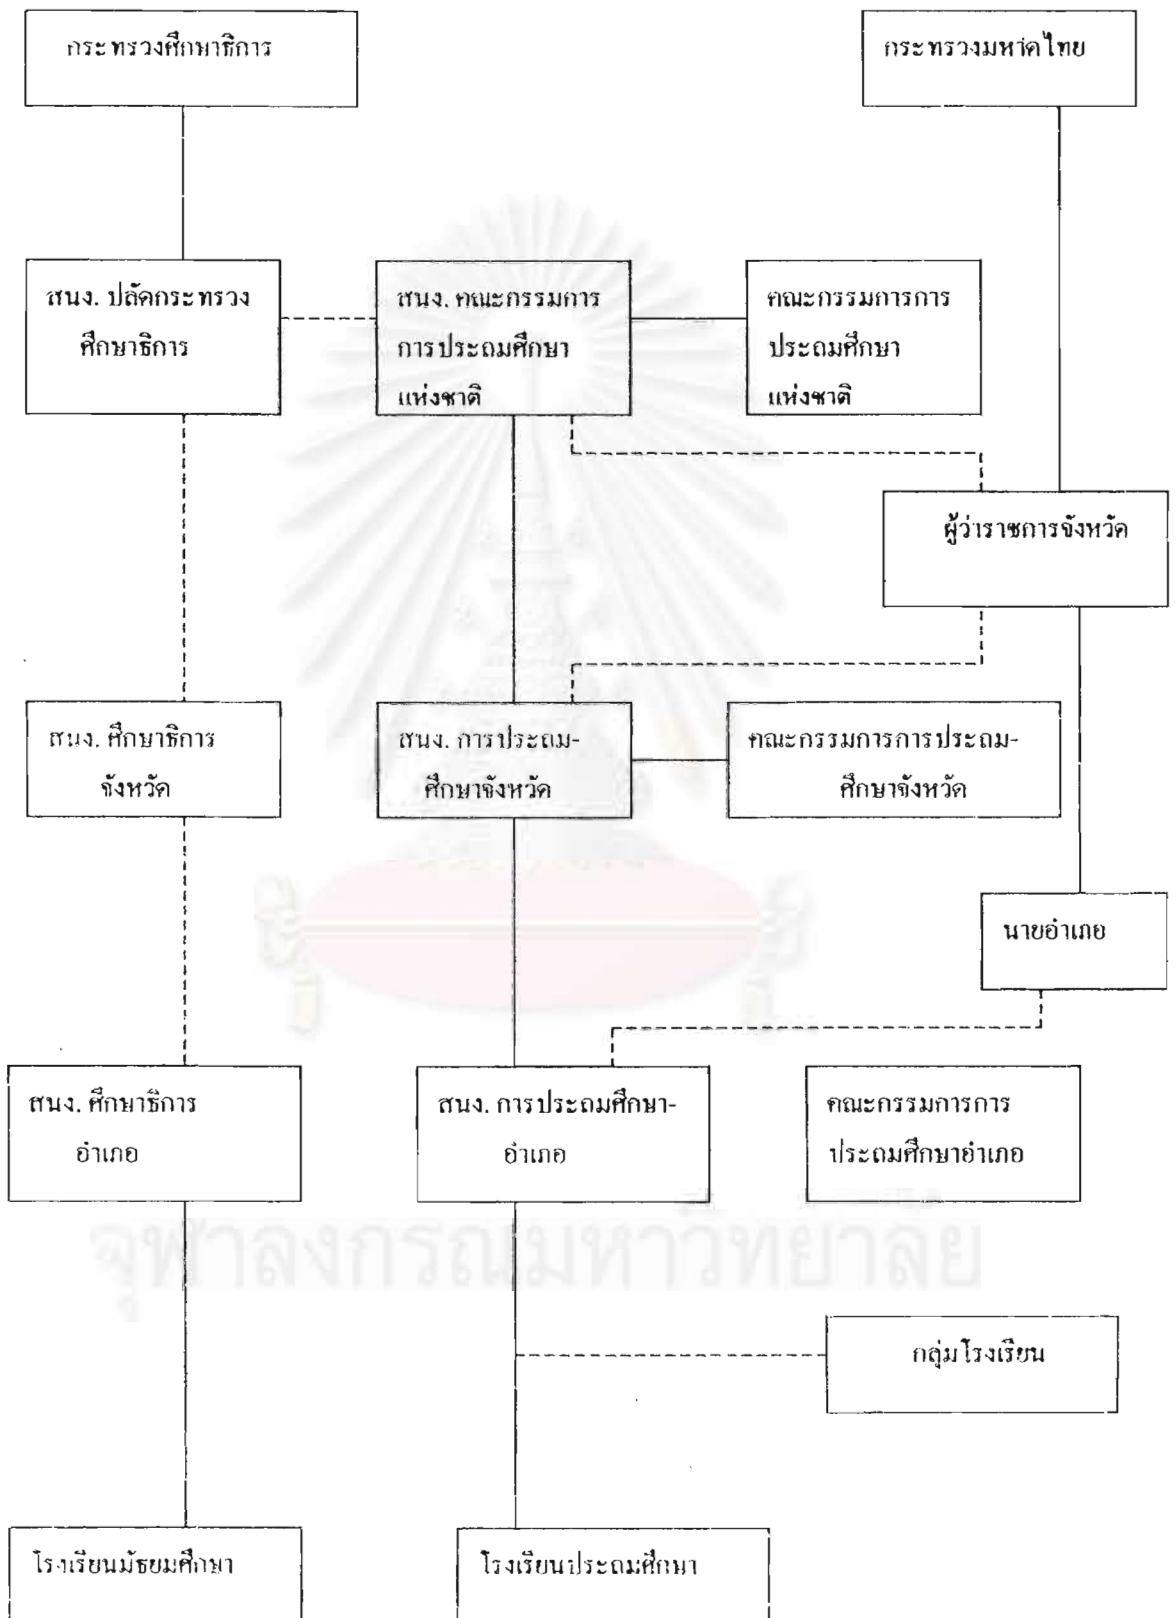 กระทรวงศึกษาธิการ
กระทรวงมหาดไทย
สนง. ปลัดกระทรวง
ศึกษาธิการ
สนง. คณะกรรมการ
การประถมศึกษา
แห่งชาติ
คณะกรรมการการ
ประถมศึกษา
แห่งชาติ
ผู้ว่าราชการจังหวัด
สนง. ศึกษาธิการ
จังหวัด
สนง. การประถม-
ศึกษาจังหวัด
คณะกรรมการการประถม-
ศึกษาจังหวัด
นายอำเภอ
สนง. ศึกษาธิการ
อำเภอ
สนง. การประถมศึกษา-
อำเภอ
คณะกรรมการการ
ประถมศึกษาอำเภอ
จุฬาลงกรณ์มหาวิทยาลัย
กลุ่มโรงเรียน
โรงเรียนมัธยมศึกษา
โรงเรียนประถมศึกษา